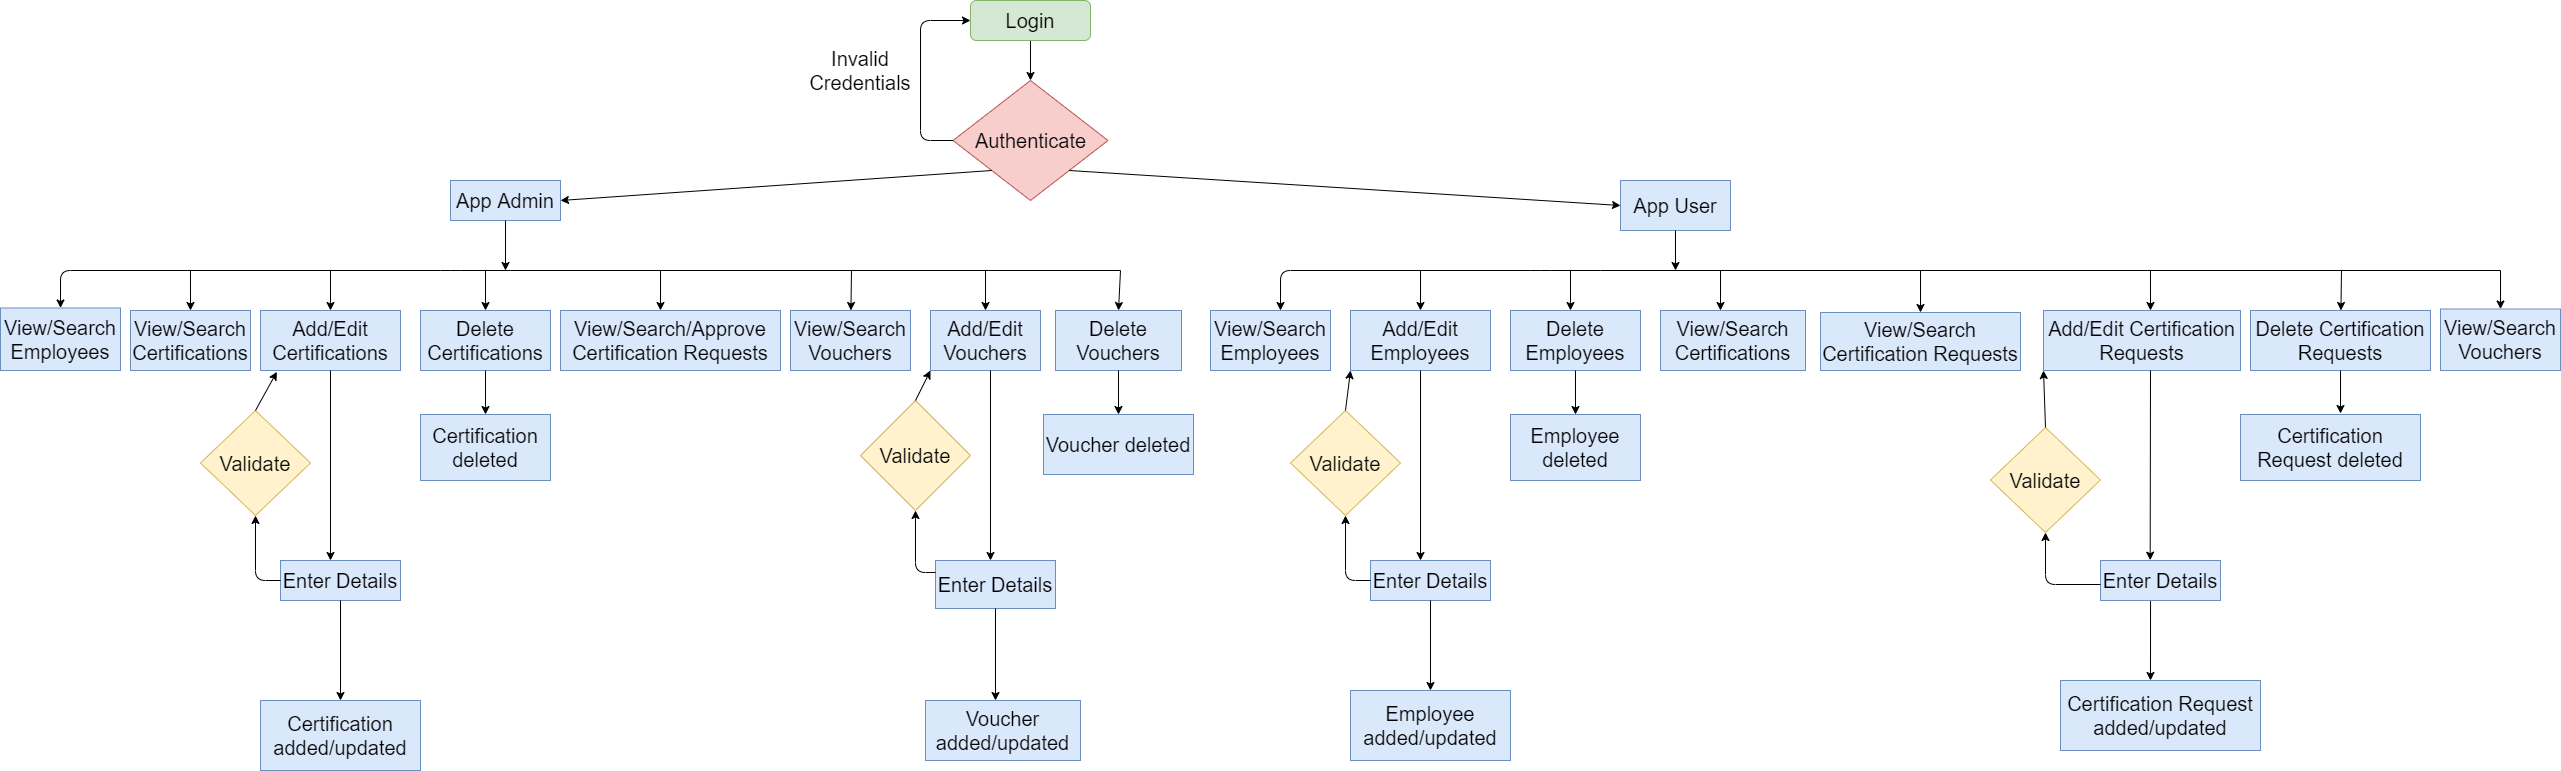 Login
Invalid
Credentials
Authenticate
App Admin
App User
View/Search
Employees
View/Search
Certifications
Add/Edit
Certifications
Delete
Certifications
View/Search/Approve
Certification Requests
View/Search
Vouchers
Add/Edit
Vouchers
Delete
Vouchers
View/Search
Employees
Add/Edit
Employees
Delete
Employees
View/Search
Certifications
View/Search
Certification Requests
Add/Edit Certification
Requests
Delete Certification
Requests
View/Search
Vouchers
Validate
Certification
deleted
Validate
Voucher deleted
Validate
Employee
deleted
Validate
Certification
Request deleted
Enter Details
Enter Details
Enter Details
Enter Details
Certification
added/updated
Voucher
added/updated
Employee
added/updated
Certification Request
added/updated